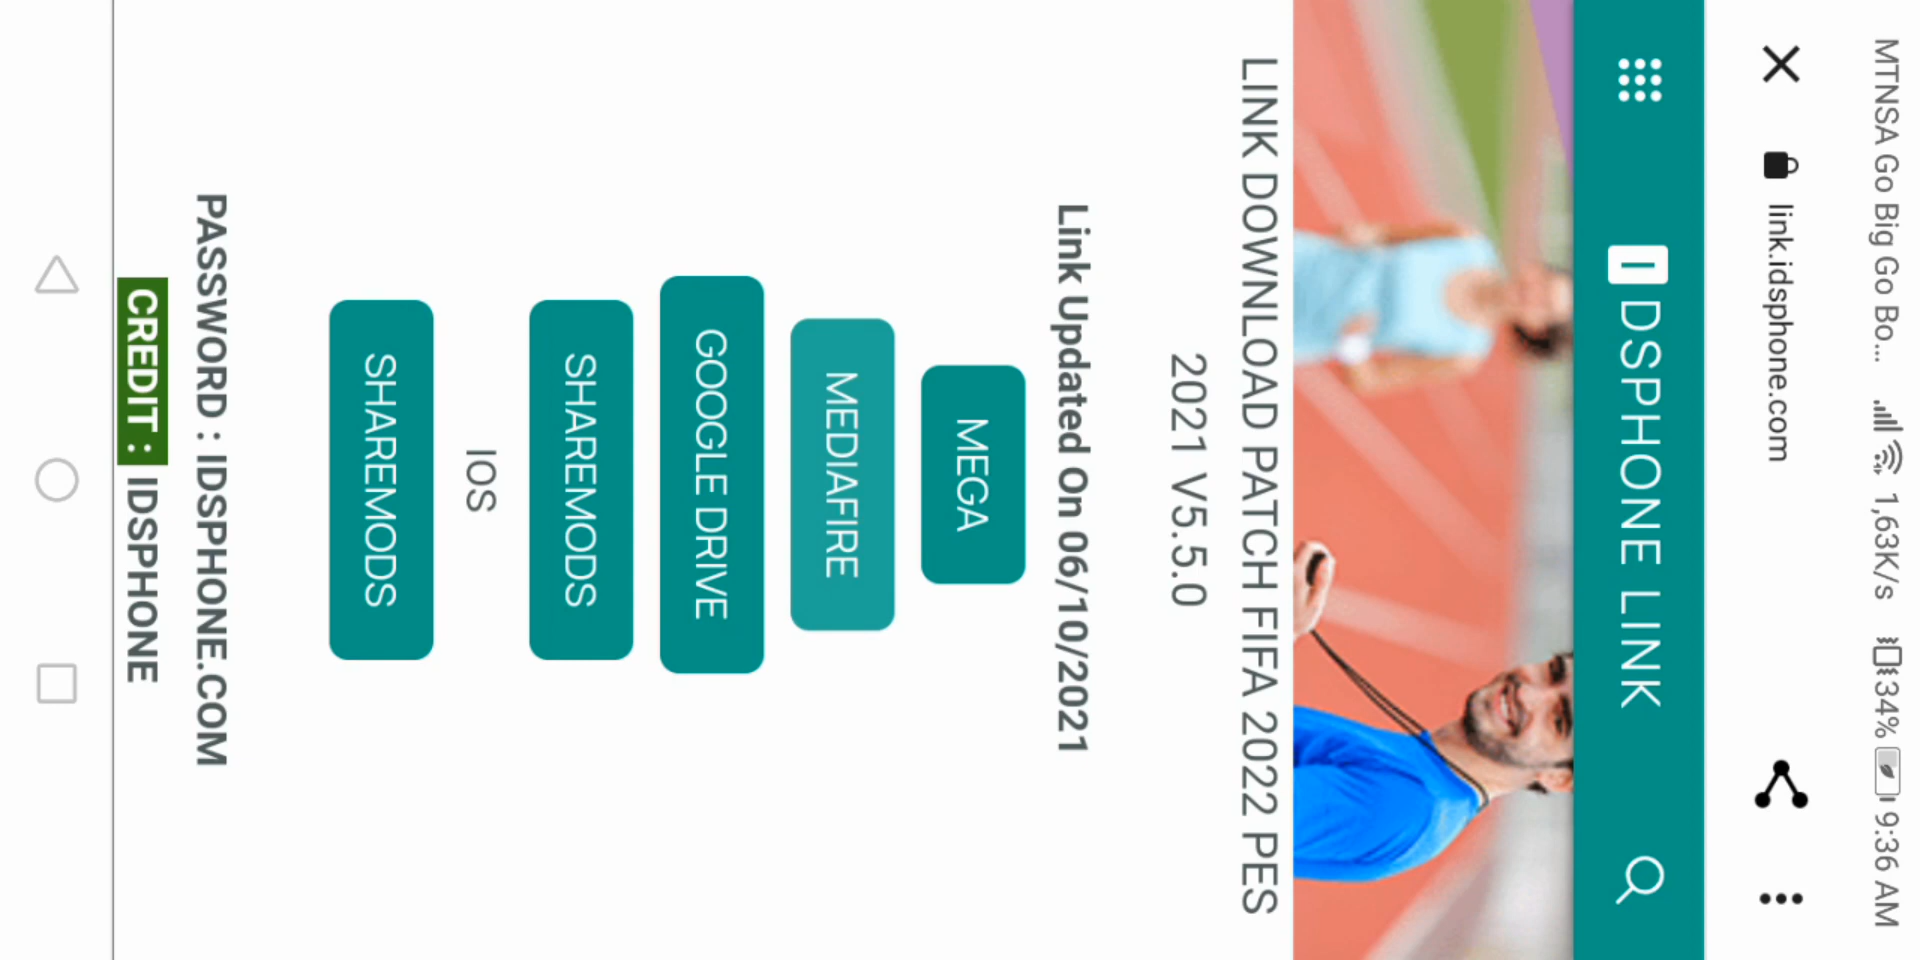 MTNSA Go Big Go Bo... 1,63K/s 34% 9:36 AM
link.idsphone.com
IDSPHONE LINK
LINK DOWNLOAD PATCH FIFA 2022 PES
2021 V5.5.0
Link Updated On 06/10/2021
MEGA
MEDIAFIRE
GOOGLE DRIVE
SHAREMODS
IOS
SHAREMODS
PASSWORD : IDSPHONE.COM
CREDIT : IDSPHONE